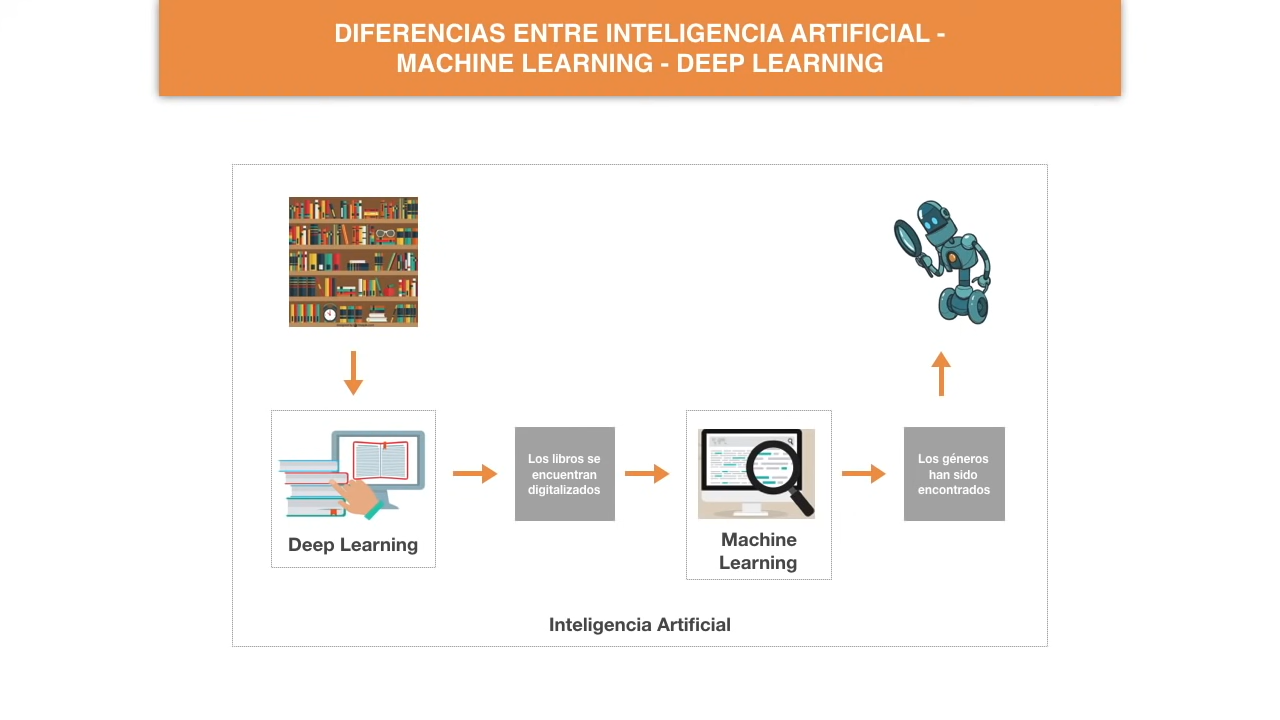 DIFERENCIAS ENTRE INTELIGENCIA ARTIFICIAL -
MACHINE LEARNING - DEEP LEARNING
Los libros se
encuentran
digitalizados
Los géneros
han sido
encontrados
Deep Learning
Machine
Learning
Inteligencia Artificial